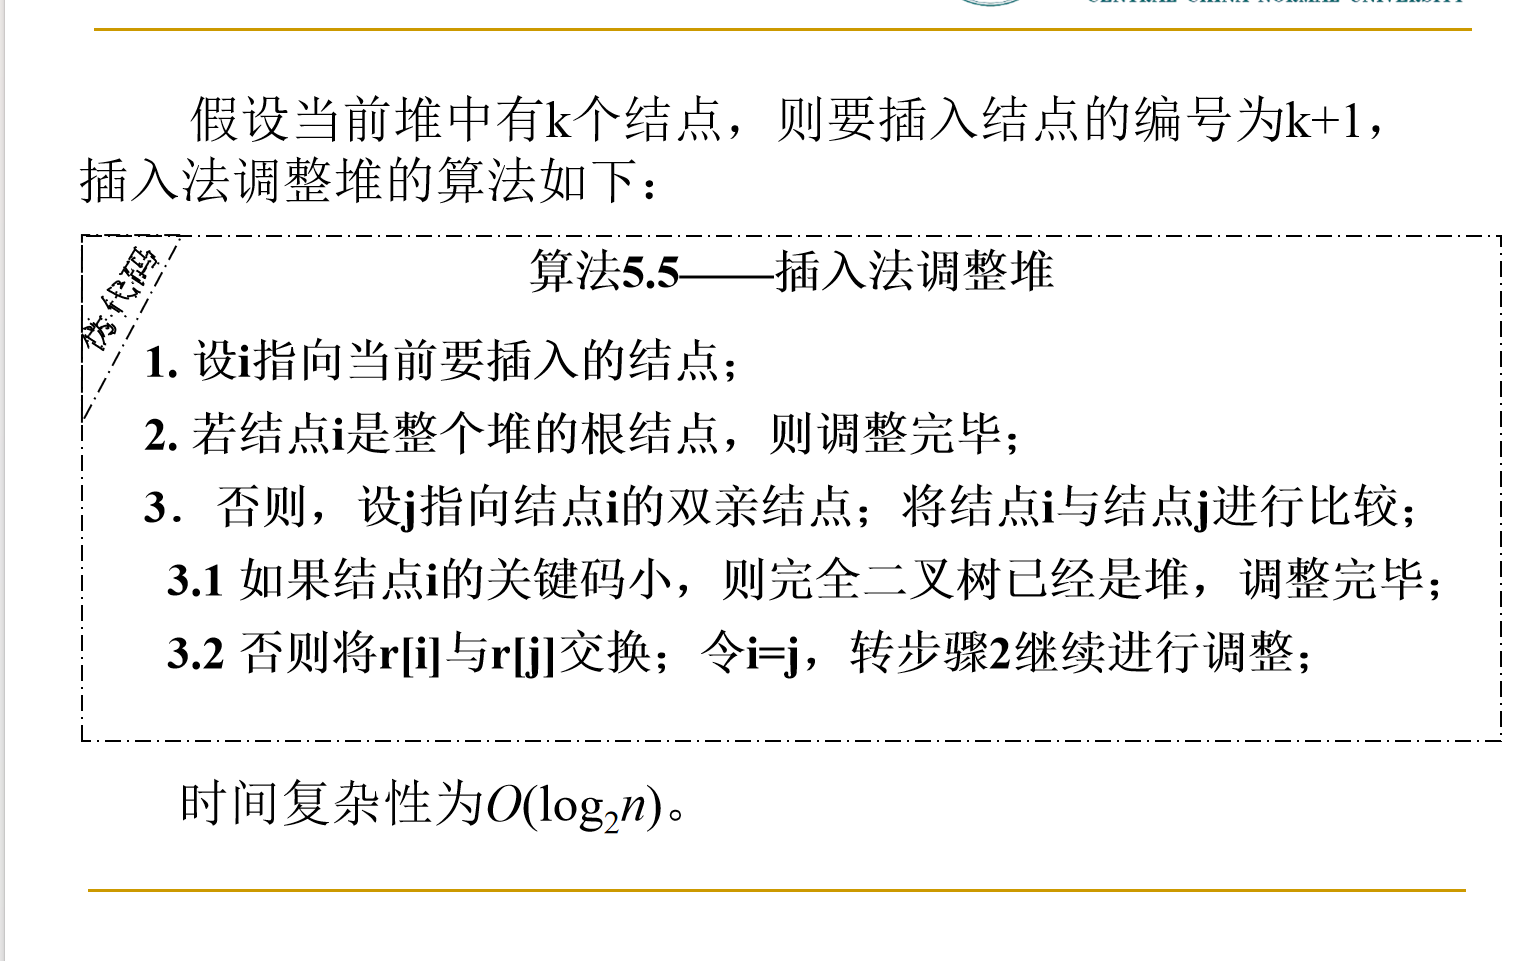 CENTRAL CHINA NORMAL UNIVERSITY
假设当前堆中有k个结点，则要插入结点的编号为k+1，
插入法调整堆的算法如下：
伪代码
算法5.5——插入法调整堆
1. 设i指向当前要插入的结点；
2. 若结点i是整个堆的根结点，则调整完毕；
3．否则，设j指向结点i的双亲结点；将结点i与结点j进行比较；
3.1 如果结点i的关键码小，则完全二叉树已经是堆，调整完毕；
3.2 否则将r[i]与r[j]交换；令i=j，转步骤2继续进行调整；
时间复杂性为O(log₂n)。